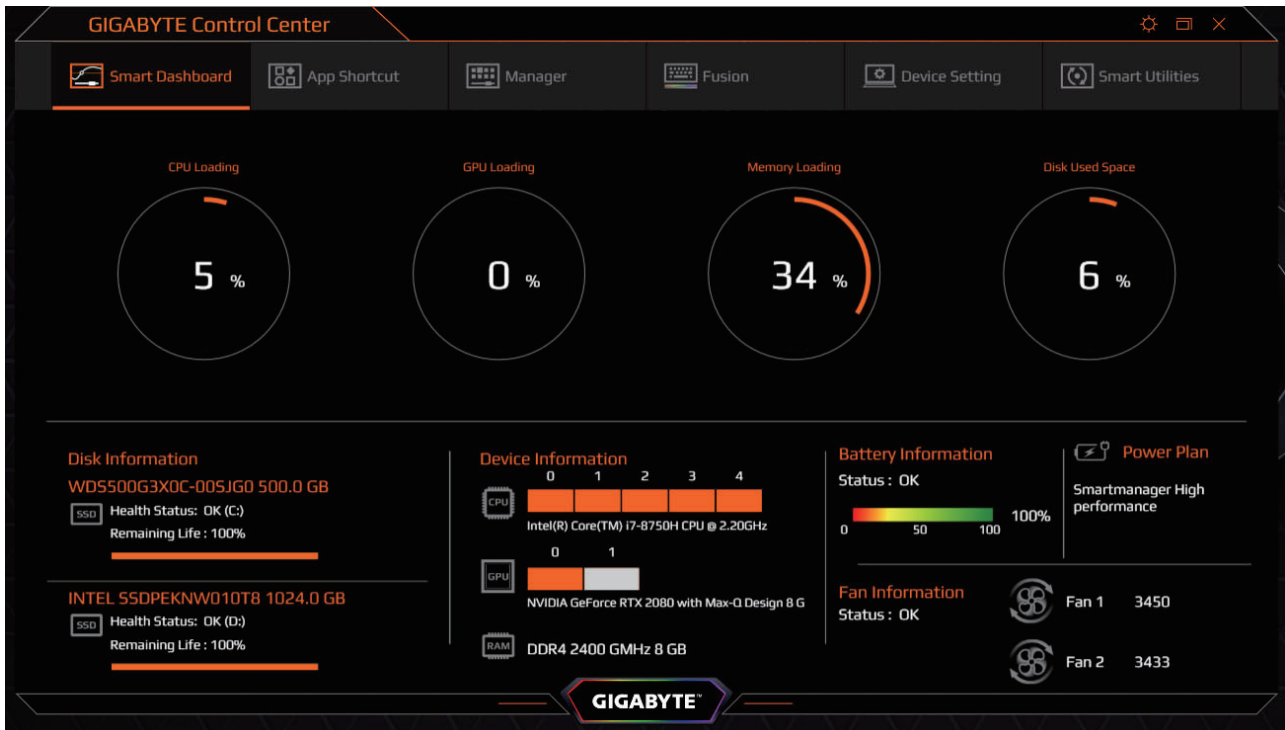 GIGABYTE Control Center
Smart Dashboard
App Shortcut
Manager
Fusion
Device Setting
Smart Utilities
CPU Loading
5 %
GPU Loading
0 %
Memory Loading
34 %
Disk Used Space
6 %
Disk Information
WDS500G3X0C-00SJG0 500.0 GB
SSD
Health Status: OK (C:)
Remaining Life : 100%
INTEL SSDPEKNW010T8 1024.0 GB
SSD
Health Status: OK (D:)
Remaining Life : 100%
Device Information
0 1 2 3 4
CPU
Intel(R) Core(TM) i7-8750H CPU @ 2.20GHz
0 1
GPU
NVIDIA GeForce RTX 2080 with Max-Q Design 8 G
RAM
DDR4 2400 GMHz 8 GB
Battery Information
Status : OK
100%
0 50 100
Power Plan
Smartmanager High
performance
Fan Information
Status : OK
Fan 1 3450
Fan 2 3433
GIGABYTE™